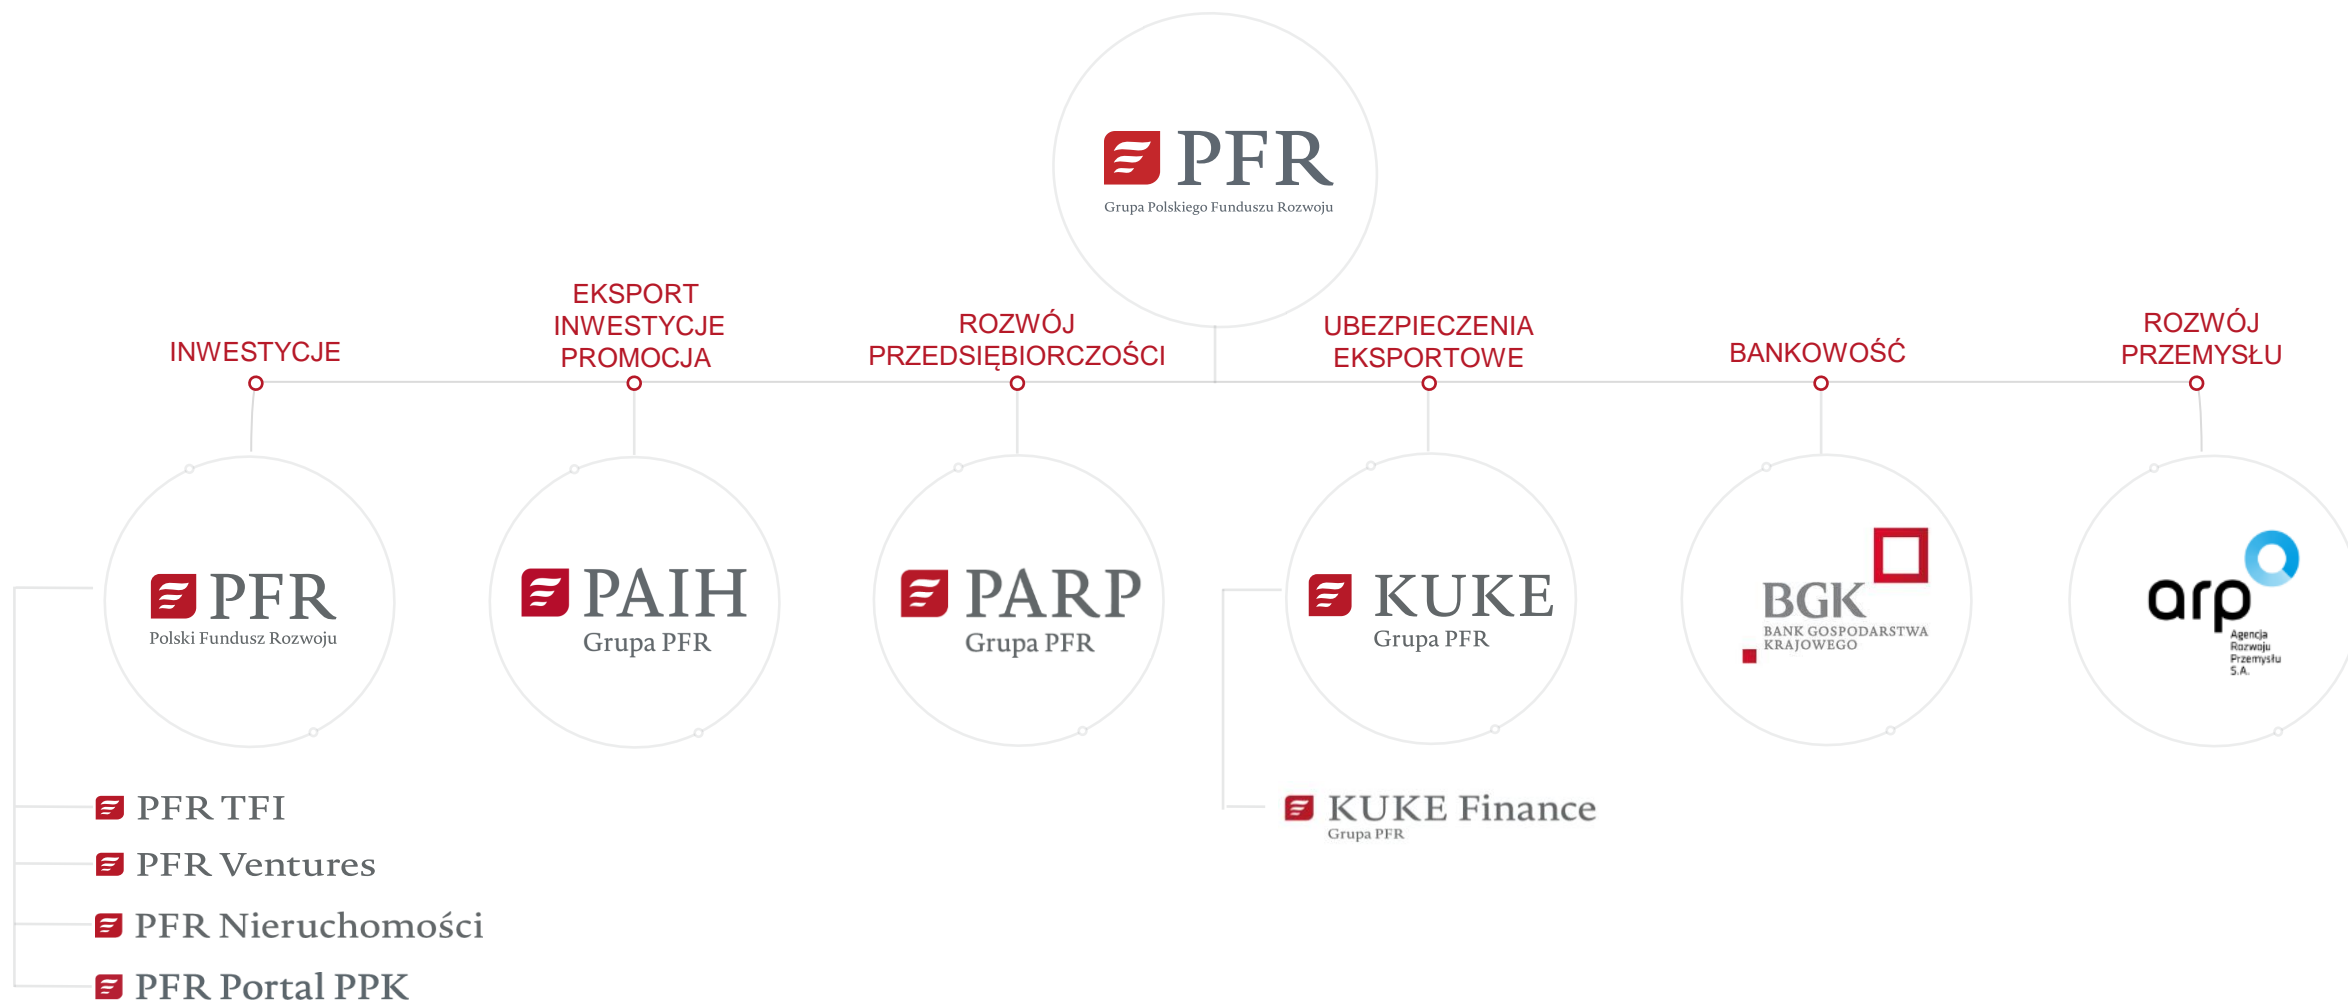 PFR
Grupa Polskiego Funduszu Rozwoju
INWESTYCJE
EKSPORT
INWESTYCJE
PROMOCJA
ROZWÓJ
PRZEDSIĘBIORCZOŚCI
UBEZPIECZENIA
EKSPORTOWE
BANKOWOŚĆ
ROZWÓJ
PRZEMYSŁU
PFR
Polski Fundusz Rozwoju
PAIH
Grupa PFR
PARP
Grupa PFR
KUKE
Grupa PFR
BGK
BANK GOSPODARSTWA
KRAJOWEGO
arp
Agencja
Rozwoju
Przemysłu
S.A.
PFR TFI
PFR Ventures
PFR Nieruchomości
PFR Portal PPK
KUKE Finance
Grupa PFR